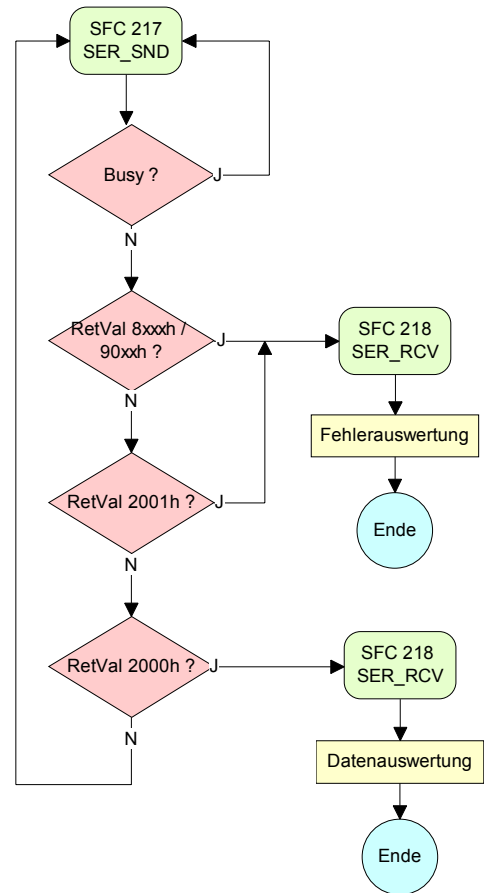 SFC 217
SER_SND
Busy ?
J
N
RetVal 8xxxh /
90xxh ?
J
SFC 218
SER_RCV
N
Fehlerauswertung
RetVal 2001h ?
J
Ende
N
RetVal 2000h ?
J
SFC 218
SER_RCV
N
Datenauswertung
Ende